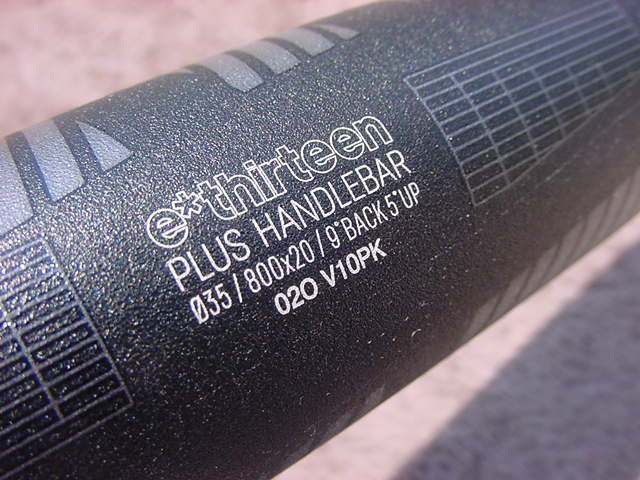 e*thirteen
PLUS HANDLEBAR
Ø35 / 800x20 / 9°BACK 5°UP
020 V10PK